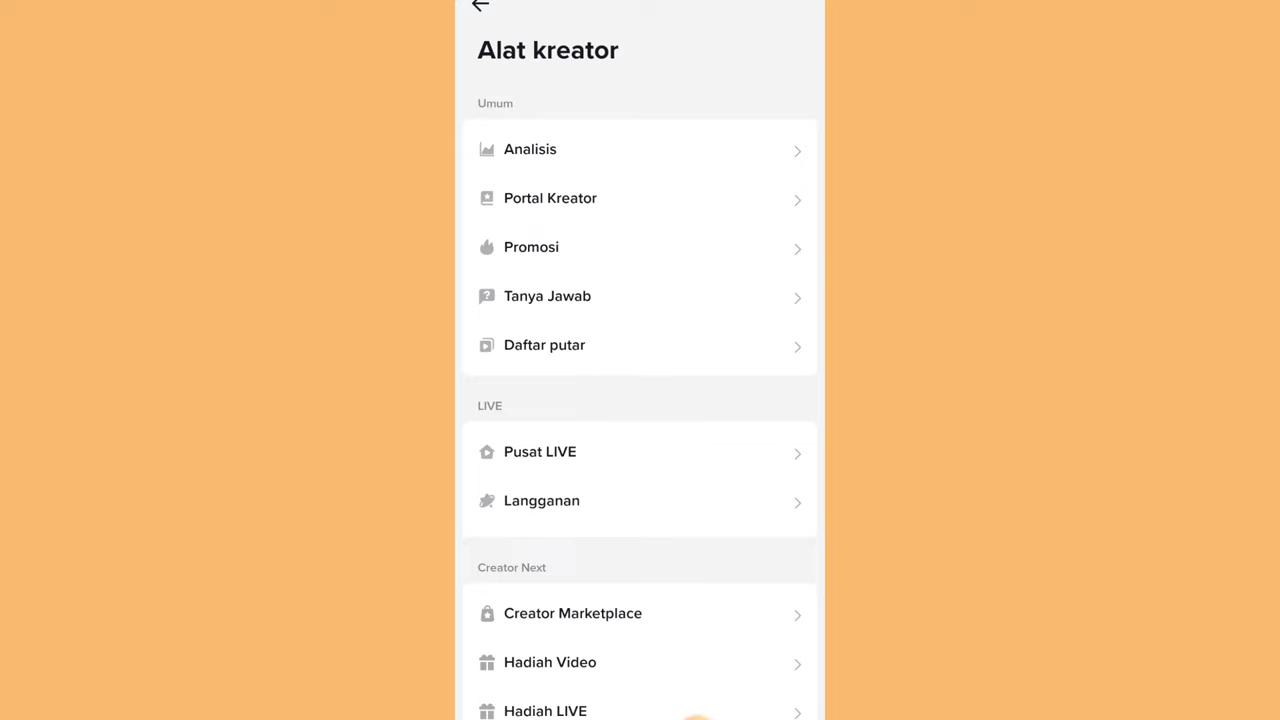 Alat kreator
Umum
Analisis
Portal Kreator
Promosi
Tanya Jawab
Daftar putar
LIVE
Pusat LIVE
Langganan
Creator Next
Creator Marketplace
Hadiah Video
Hadiah LIVE